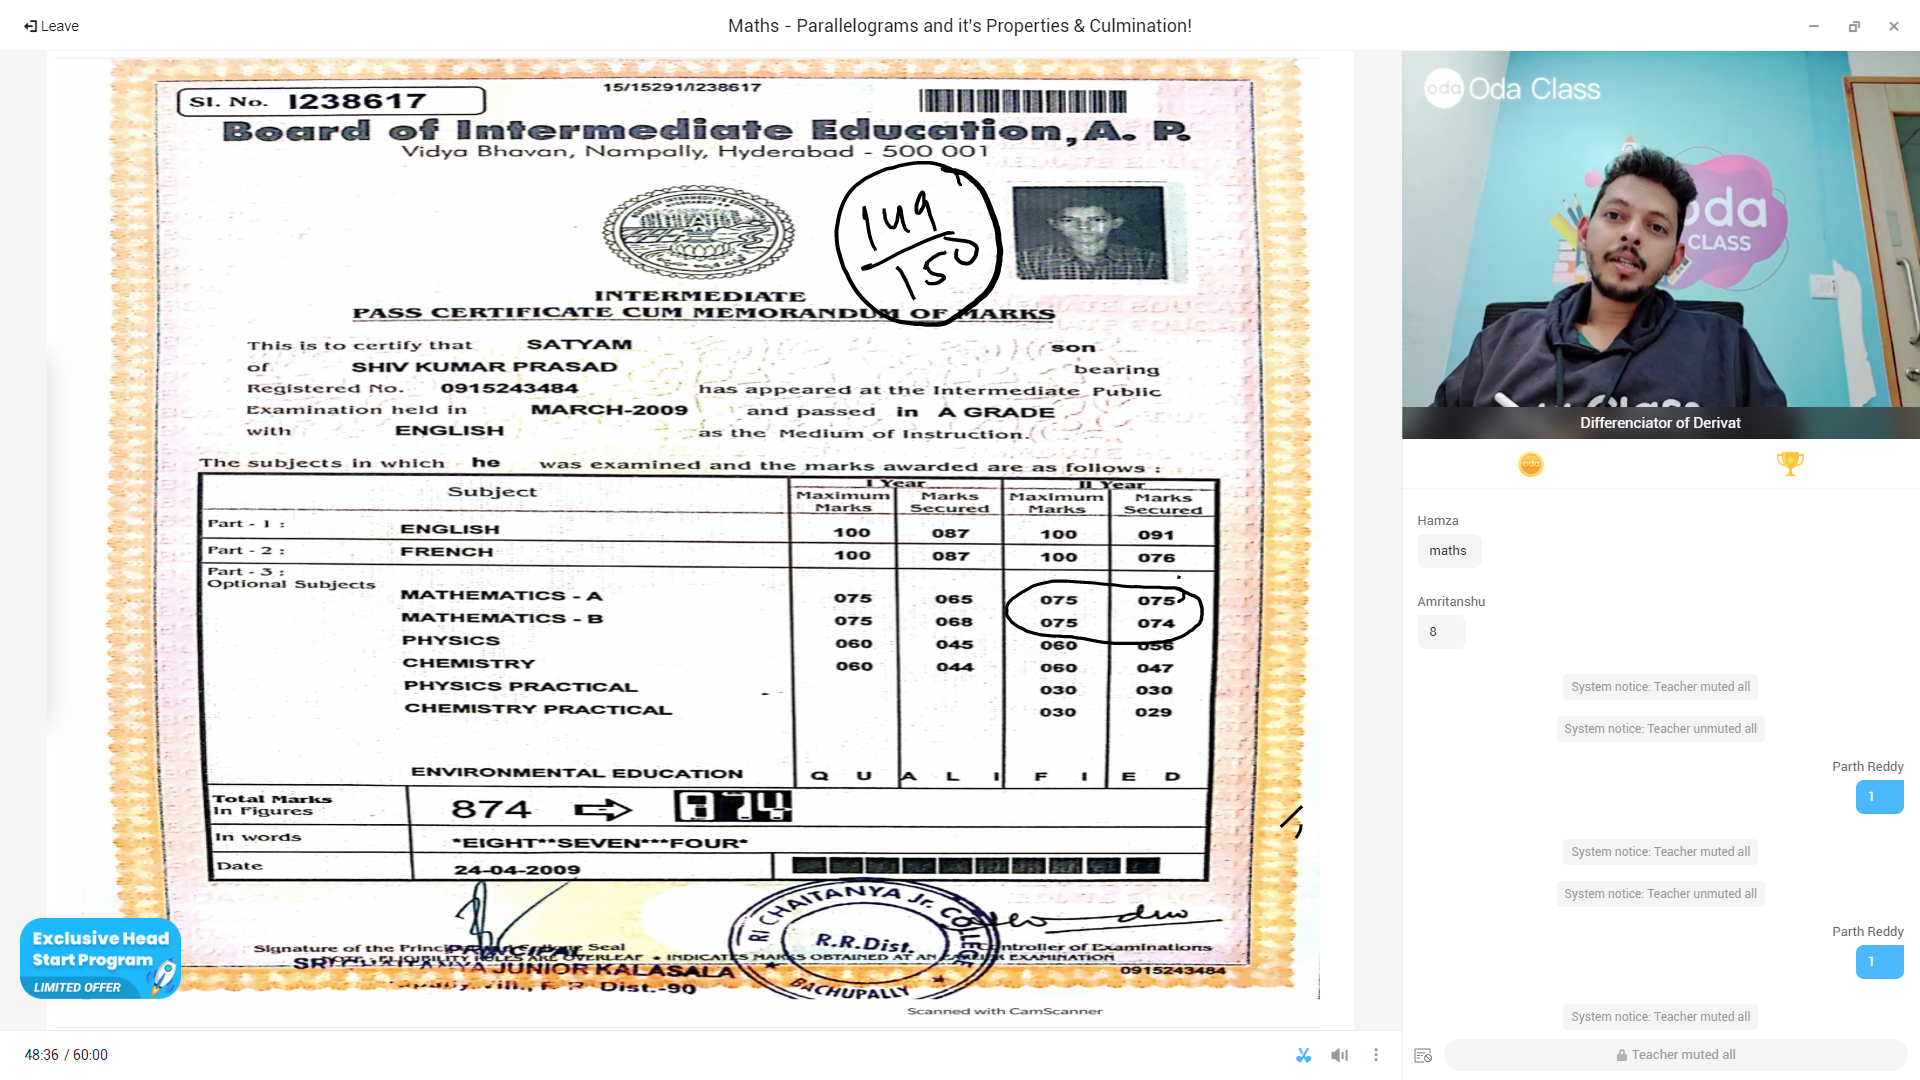 Leave
Maths - Parallelograms and it's Properties & Culmination!
SI. No. I238617
15/15291/I238617
Board of Intermediate Education, A. P.
Vidya Bhavan, Nampally, Hyderabad - 500 001
149
150
INTERMEDIATE
PASS CERTIFICATE CUM MEMORANDUM OF MARKS
This is to certify that SATYAM son
of SHIV KUMAR PRASAD bearing
Registered No. 0915243484 has appeared at the Intermediate Public
Examination held in MARCH-2009 and passed in A GRADE
with ENGLISH as the Medium of Instruction.
The subjects in which he was examined and the marks awarded are as follows :
Subject I Year II Year
Maximum Marks Marks Secured Maximum Marks Marks Secured
Part - 1 : ENGLISH 100 087 100 091
Part - 2 : FRENCH 100 087 100 076
Part - 3 :
Optional Subjects
MATHEMATICS - A 075 065 075 075
MATHEMATICS - B 075 068 075 074
PHYSICS 060 045 060 056
CHEMISTRY 060 044 060 047
PHYSICS PRACTICAL 030 030
CHEMISTRY PRACTICAL 030 029
ENVIRONMENTAL EDUCATION Q U A L I F I E D
Total Marks
In Figures 874 874
In words *EIGHT**SEVEN***FOUR*
Date 24-04-2009
RI CHAITANYA Jr. COLLEGE
R.R.Dist.
BACHUPALLY
Signature of the Principal and College Seal
Controller of Examinations
NOTE : ELIGIBILITY RULES ARE OVERLEAF * INDICATES MARKS OBTAINED AT AN EARLIER EXAMINATION
SRI CHAITANYA JUNIOR KALASALA
Dist.-90
0915243484
Scanned with CamScanner
Exclusive Head
Start Program
LIMITED OFFER
48:36 / 60:00
oda Oda Class
oda
CLASS
Differenciator of Derivat
oda
Hamza
maths
Amritanshu
8
System notice: Teacher muted all
System notice: Teacher unmuted all
Parth Reddy
1
System notice: Teacher muted all
System notice: Teacher unmuted all
Parth Reddy
1
System notice: Teacher muted all
Teacher muted all